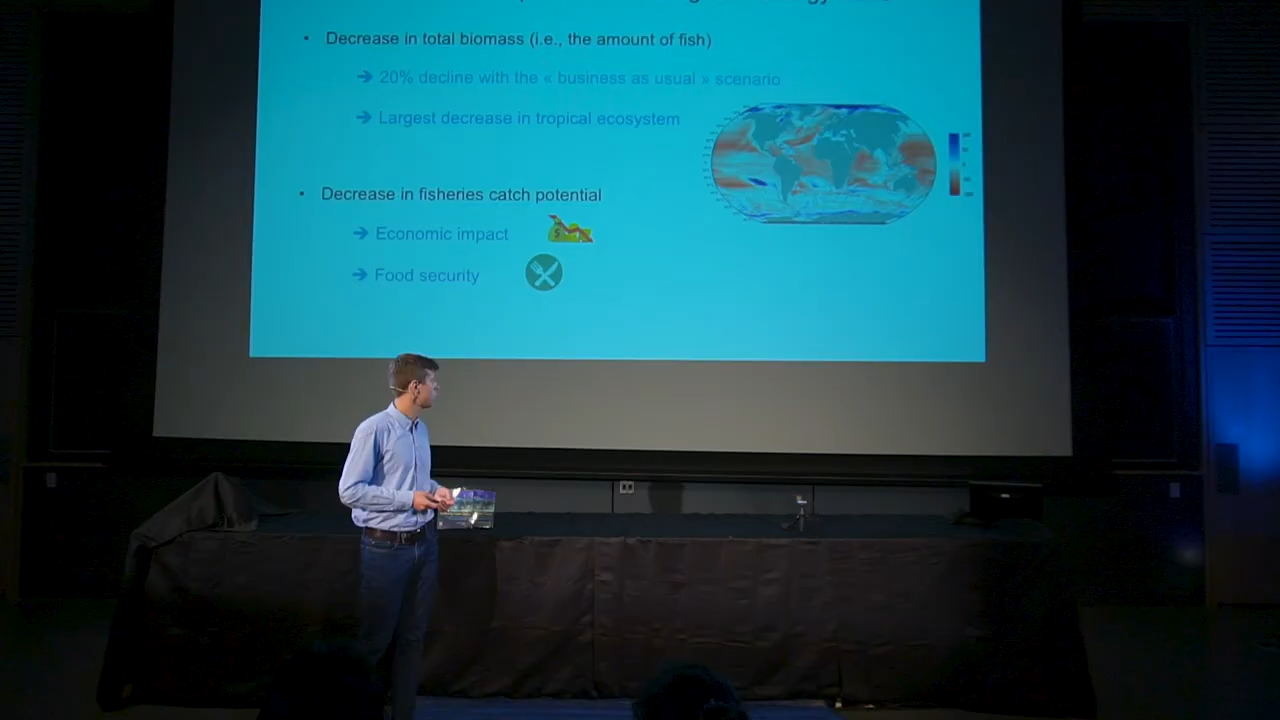 • Decrease in total biomass (i.e., the amount of fish)
→ 20% decline with the « business as usual » scenario
→ Largest decrease in tropical ecosystem
• Decrease in fisheries catch potential
→ Economic impact
$
→ Food security